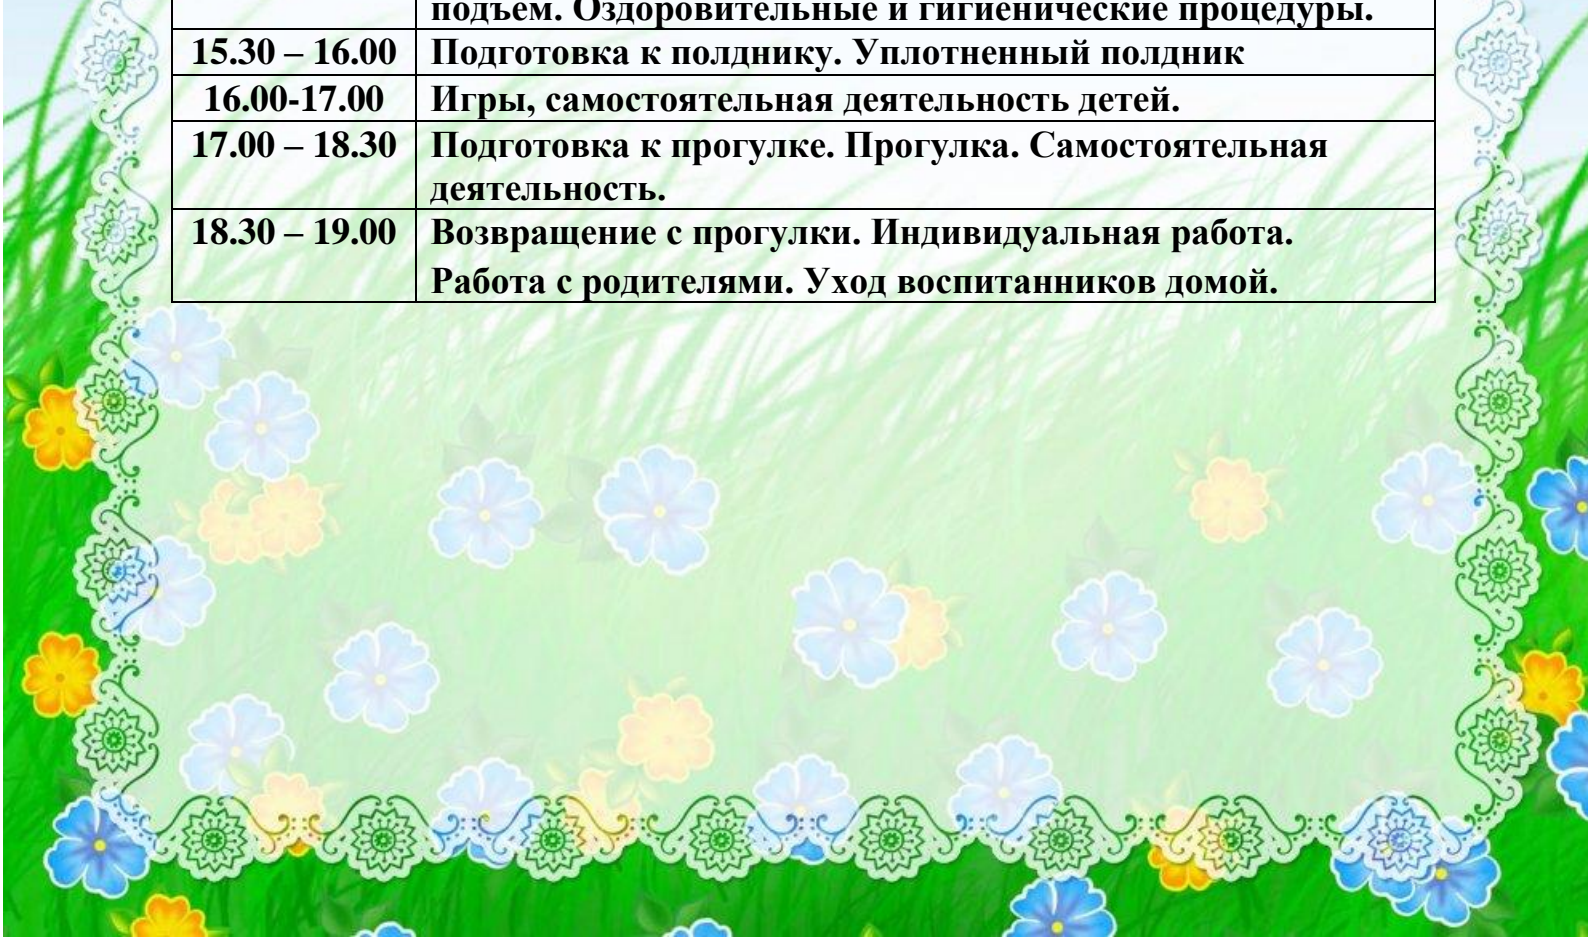 подъем. Оздоровительные и гигиенические процедуры.
15.30 – 16.00 Подготовка к полднику. Уплотненный полдник
16.00-17.00 Игры, самостоятельная деятельность детей.
17.00 – 18.30 Подготовка к прогулке. Прогулка. Самостоятельная
деятельность.
18.30 – 19.00 Возвращение с прогулки. Индивидуальная работа.
Работа с родителями. Уход воспитанников домой.